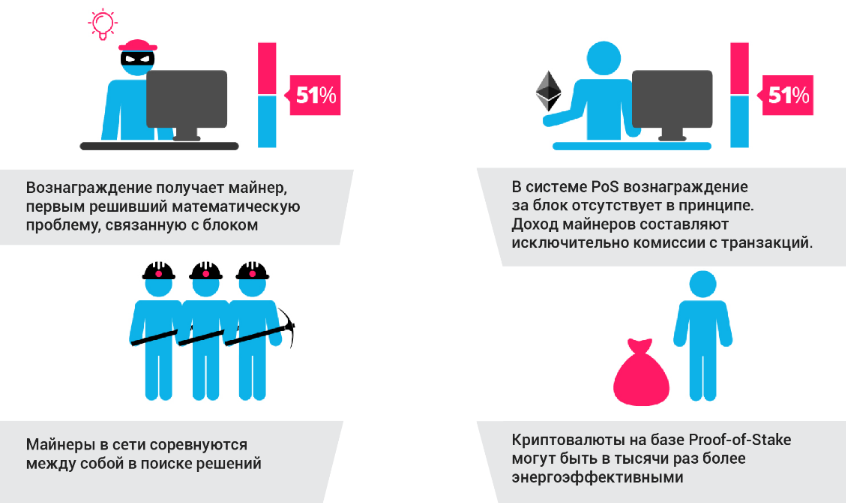 51%
51%
Вознаграждение получает майнер,
первым решивший математическую
проблему, связанную с блоком
В системе PoS вознаграждение
за блок отсутствует в принципе.
Доход майнеров составляют
исключительно комиссии с транзакций.
Майнеры в сети соревнуются
между собой в поиске решений
Криптовалюты на базе Proof-of-Stake
могут быть в тысячи раз более
энергоэффективными